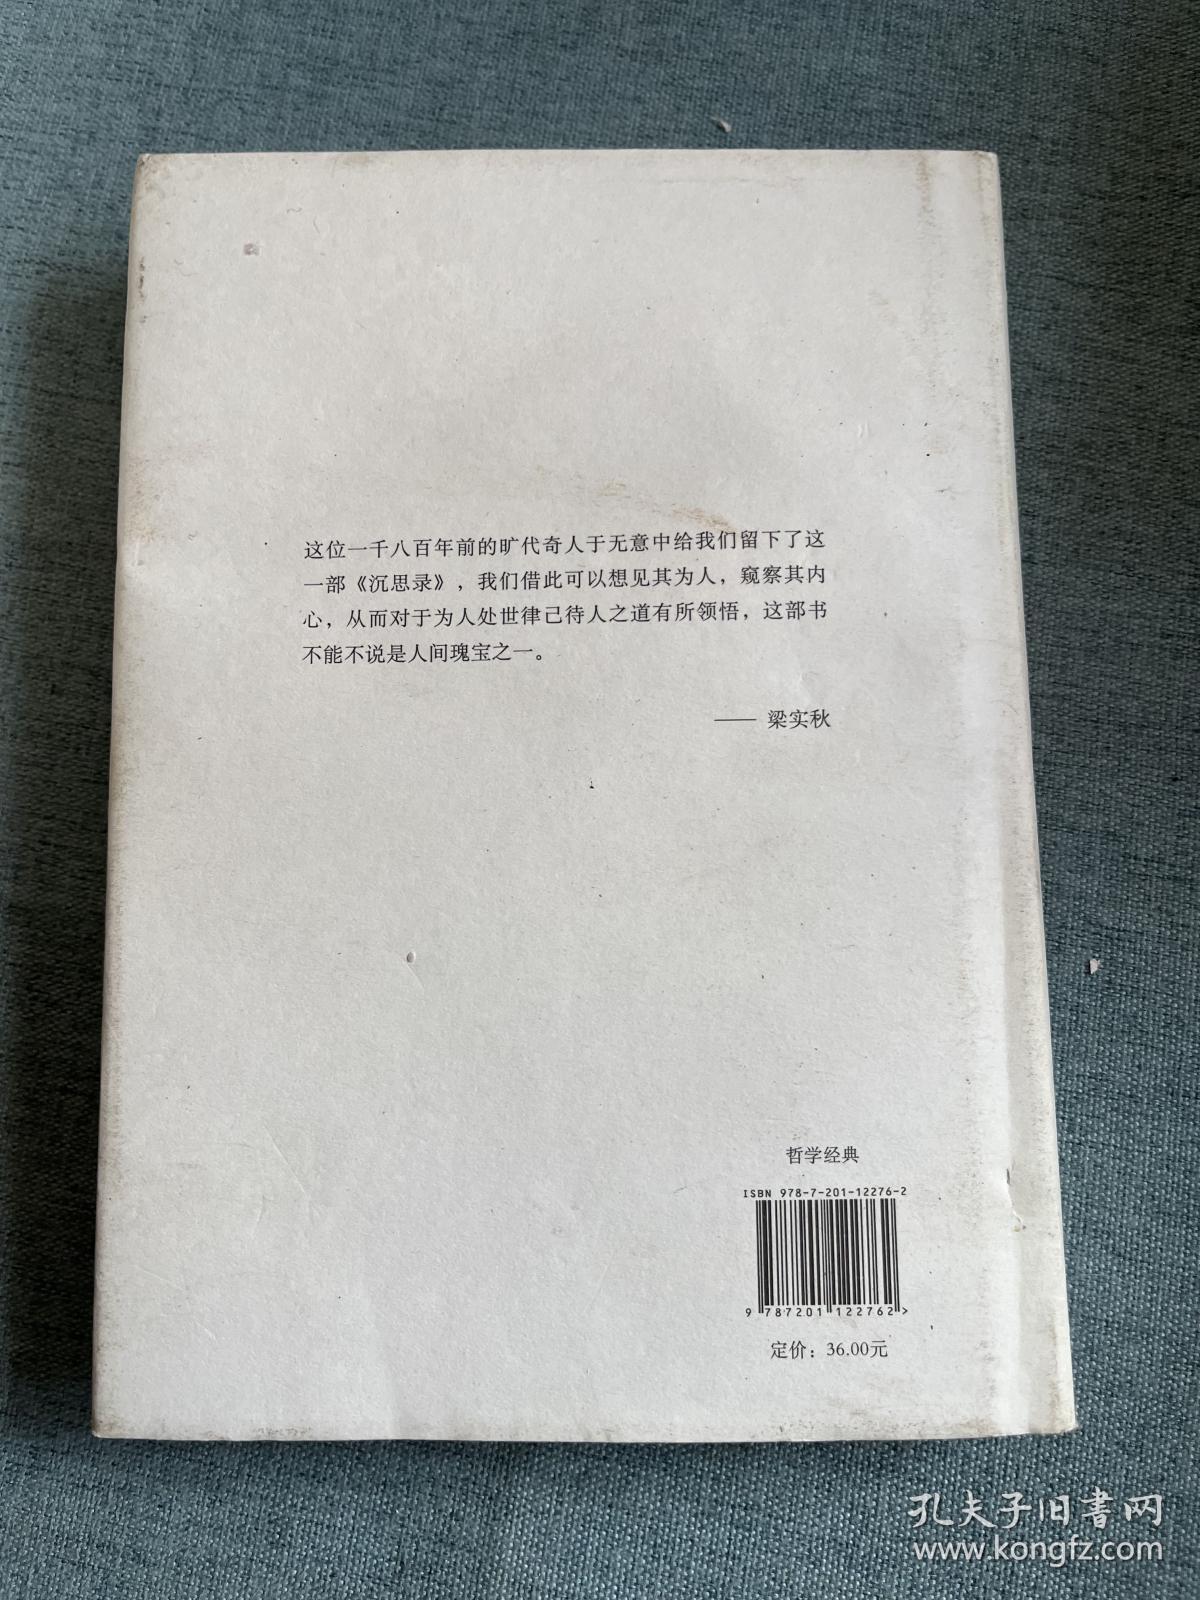 这位一千八百年前的旷代奇人于无意中给我们留下了这
一部《沉思录》，我们借此可以想见其为人，窥察其内
心，从而对于为人处世律己待人之道有所领悟，这部书
不能不说是人间瑰宝之一。
—— 梁实秋
哲学经典
ISBN 978-7-201-12276-2
9 787201 122762>
定价：36.00元
孔夫子旧书网
www.kongfz.com